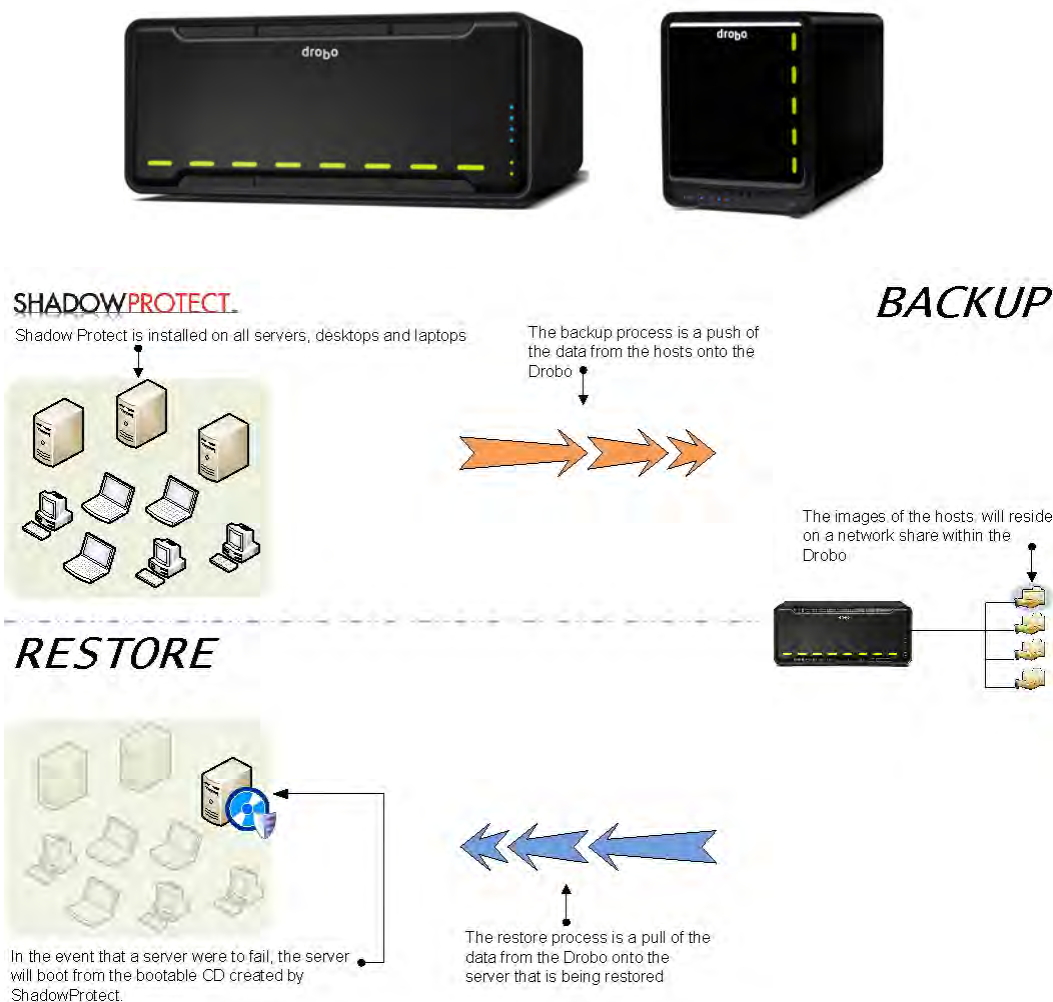 drobo
drobo
SHADOWPROTECT
BACKUP
Shadow Protect is installed on all servers, desktops and laptops
The backup process is a push of
the data from the hosts onto the
Drobo
The images of the hosts will reside
on a network share within the
Drobo
drobo
RESTORE
In the event that a server were to fail, the server
will boot from the bootable CD created by
ShadowProtect.
The restore process is a pull of the
data from the Drobo onto the
server that is being restored